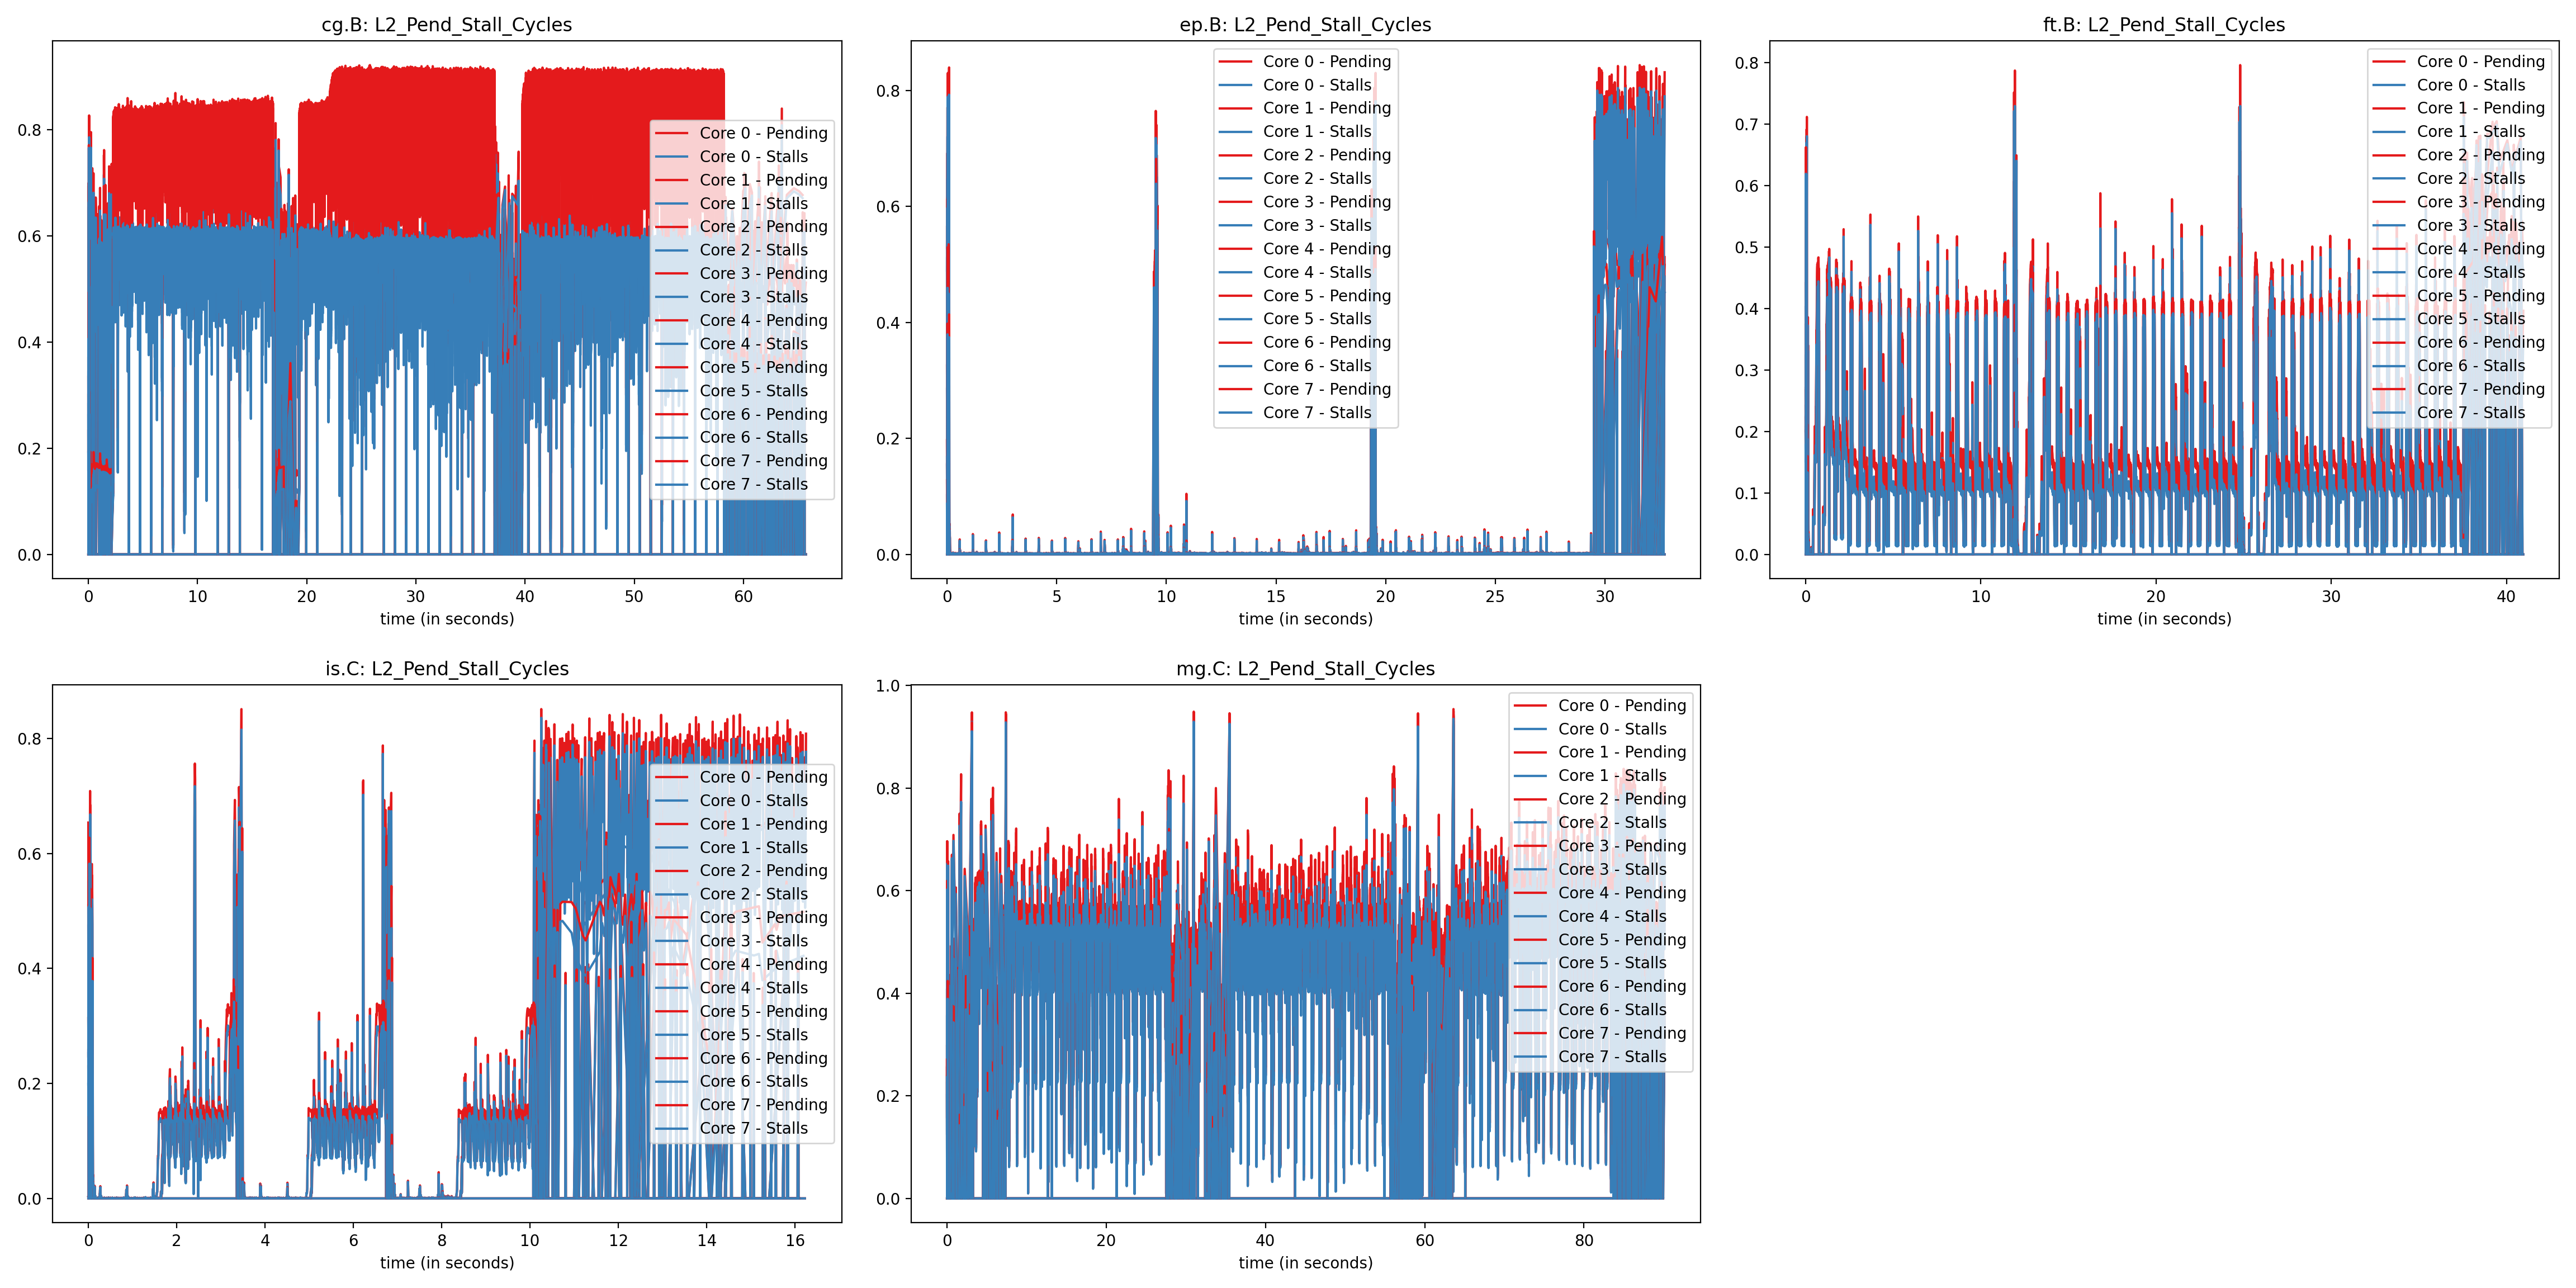 cg.B: L2_Pend_Stall_Cycles
0.8
0.6
0.4
0.2
0.0
Core 0 - Pending
Core 0 - Stalls
Core 1 - Pending
Core 1 - Stalls
Core 2 - Pending
Core 2 - Stalls
Core 3 - Pending
Core 3 - Stalls
Core 4 - Pending
Core 4 - Stalls
Core 5 - Pending
Core 5 - Stalls
Core 6 - Pending
Core 6 - Stalls
Core 7 - Pending
Core 7 - Stalls
0 10 20 30 40 50 60
time (in seconds)
ep.B: L2_Pend_Stall_Cycles
0.8
0.6
0.4
0.2
0.0
Core 0 - Pending
Core 0 - Stalls
Core 1 - Pending
Core 1 - Stalls
Core 2 - Pending
Core 2 - Stalls
Core 3 - Pending
Core 3 - Stalls
Core 4 - Pending
Core 4 - Stalls
Core 5 - Pending
Core 5 - Stalls
Core 6 - Pending
Core 6 - Stalls
Core 7 - Pending
Core 7 - Stalls
0 5 10 15 20 25 30
time (in seconds)
ft.B: L2_Pend_Stall_Cycles
0.8
0.7
0.6
0.5
0.4
0.3
0.2
0.1
0.0
Core 0 - Pending
Core 0 - Stalls
Core 1 - Pending
Core 1 - Stalls
Core 2 - Pending
Core 2 - Stalls
Core 3 - Pending
Core 3 - Stalls
Core 4 - Pending
Core 4 - Stalls
Core 5 - Pending
Core 5 - Stalls
Core 6 - Pending
Core 6 - Stalls
Core 7 - Pending
Core 7 - Stalls
0 10 20 30 40
time (in seconds)
is.C: L2_Pend_Stall_Cycles
0.8
0.6
0.4
0.2
0.0
Core 0 - Pending
Core 0 - Stalls
Core 1 - Pending
Core 1 - Stalls
Core 2 - Pending
Core 2 - Stalls
Core 3 - Pending
Core 3 - Stalls
Core 4 - Pending
Core 4 - Stalls
Core 5 - Pending
Core 5 - Stalls
Core 6 - Pending
Core 6 - Stalls
Core 7 - Pending
Core 7 - Stalls
0 2 4 6 8 10 12 14 16
time (in seconds)
mg.C: L2_Pend_Stall_Cycles
1.0
0.8
0.6
0.4
0.2
0.0
Core 0 - Pending
Core 0 - Stalls
Core 1 - Pending
Core 1 - Stalls
Core 2 - Pending
Core 2 - Stalls
Core 3 - Pending
Core 3 - Stalls
Core 4 - Pending
Core 4 - Stalls
Core 5 - Pending
Core 5 - Stalls
Core 6 - Pending
Core 6 - Stalls
Core 7 - Pending
Core 7 - Stalls
0 20 40 60 80
time (in seconds)